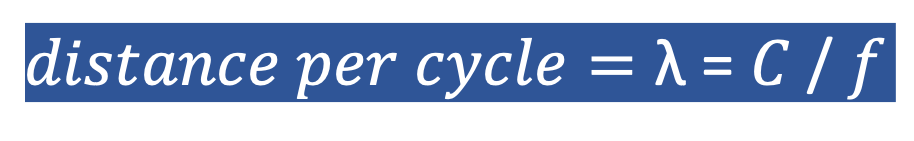 distance per cycle = λ = C / f